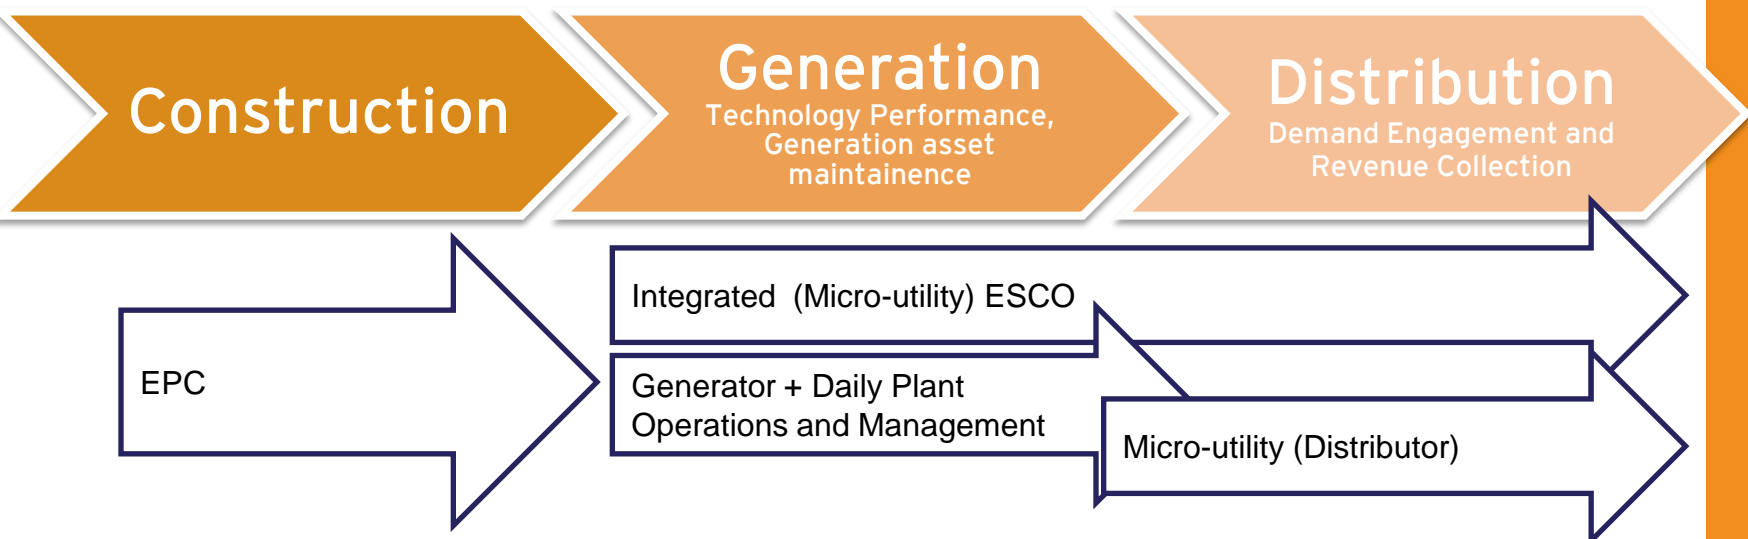 Construction
Generation
Technology Performance,
Generation asset
maintainence
Distribution
Demand Engagement and
Revenue Collection
Integrated  (Micro-utility) ESCO
EPC
Generator + Daily Plant
Operations and Management
Micro-utility (Distributor)